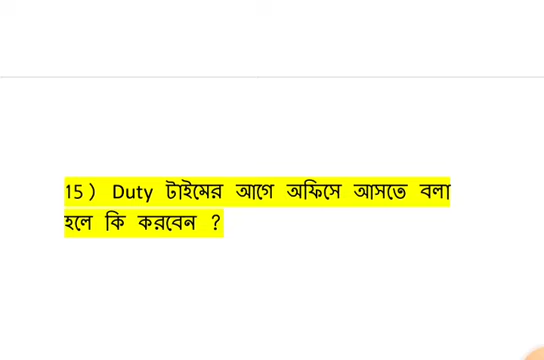 15) Duty টাইমের আগে অফিসে আসতে বলা
হলে কি করবেন ?